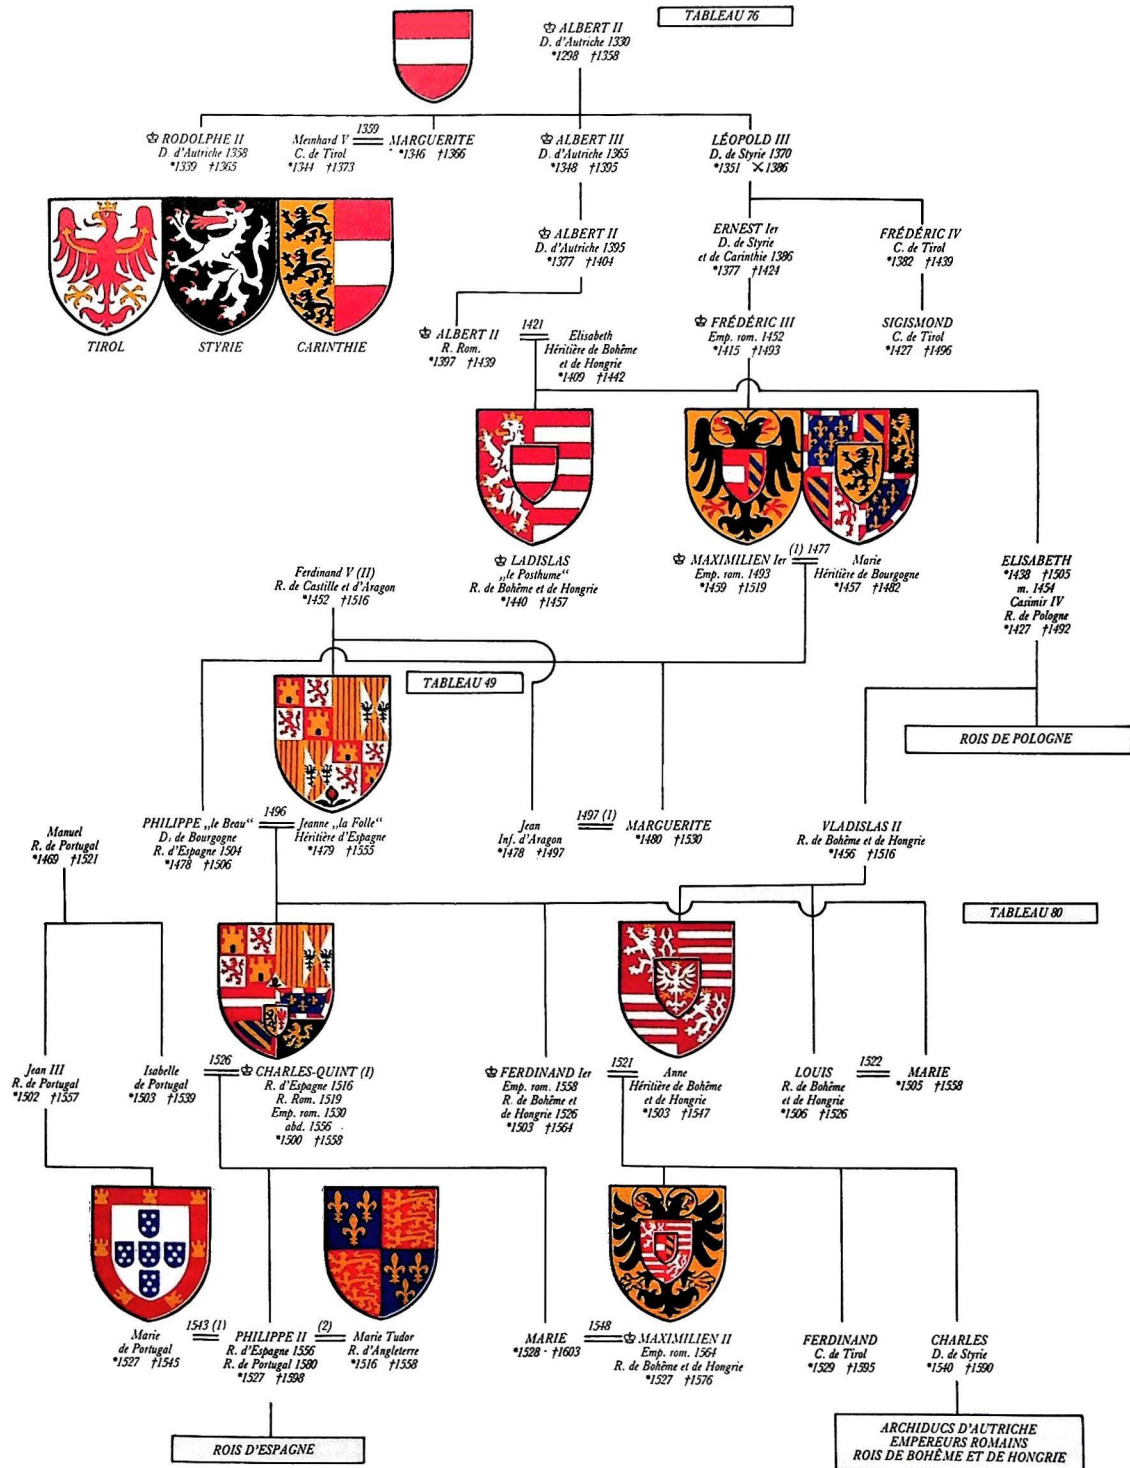 TABLEAU 76
♔ ALBERT II
D. d'Autriche 1330
*1298 †1358
♔ RODOLPHE II
D. d'Autriche 1358
*1339 †1365
Meinhard V
C. de Tirol
*1344 †1373
1359
MARGUERITE
*1346 †1366
♔ ALBERT III
D. d'Autriche 1365
*1348 †1395
LÉOPOLD III
D. de Styrie 1370
*1351 ⚔1386
TIROL
STYRIE
CARINTHIE
♔ ALBERT II
D. d'Autriche 1395
*1377 †1404
ERNEST Ier
D. de Styrie
et de Carinthie 1386
*1377 †1424
FRÉDÉRIC IV
C. de Tirol
*1382 †1439
♔ ALBERT II
R. Rom.
*1397 †1439
1421
Elisabeth
Héritière de Bohême
et de Hongrie
*1409 †1442
♔ FRÉDÉRIC III
Emp. rom. 1452
*1415 †1493
SIGISMOND
C. de Tirol
*1427 †1496
♔ LADISLAS
„le Posthume“
R. de Bohême et de Hongrie
*1440 †1457
♔ MAXIMILIEN Ier
Emp. rom. 1493
*1459 †1519
(1) 1477
Marie
Héritière de Bourgogne
*1457 †1482
ELISABETH
*1438 †1505
m. 1454
Casimir IV
R. de Pologne
*1427 †1492
Ferdinand V (II)
R. de Castille et d'Aragon
*1452 †1516
TABLEAU 49
ROIS DE POLOGNE
Manuel
R. de Portugal
*1469 †1521
PHILIPPE „le Beau“
D. de Bourgogne
R. d'Espagne 1504
*1478 †1506
1496
Jeanne „la Folle“
Héritière d'Espagne
*1479 †1555
Jean
Inf. d'Aragon
*1478 †1497
1497 (1)
MARGUERITE
*1480 †1530
VLADISLAS II
R. de Bohême et de Hongrie
*1456 †1516
TABLEAU 80
Jean III
R. de Portugal
*1502 †1557
Isabelle
de Portugal
*1503 †1539
1526
♔ CHARLES-QUINT (I)
R. d'Espagne 1516
R. Rom. 1519
Emp. rom. 1530
abd. 1556
*1500 †1558
♔ FERDINAND Ier
Emp. rom. 1558
R. de Bohême et
de Hongrie 1526
*1503 †1564
1521
Anne
Héritière de Bohême
et de Hongrie
*1503 †1547
LOUIS
R. de Bohême
et de Hongrie
*1506 †1526
1522
MARIE
*1505 †1558
Marie
de Portugal
*1527 †1545
1543 (1)
PHILIPPE II
R. d'Espagne 1556
R. de Portugal 1580
*1527 †1598
(2)
Marie Tudor
R. d'Angleterre
*1516 †1558
MARIE
*1528 †1603
1548
♔ MAXIMILIEN II
Emp. rom. 1564
R. de Bohême et de Hongrie
*1527 †1576
FERDINAND
C. de Tirol
*1529 †1595
CHARLES
D. de Styrie
*1540 †1590
ROIS D'ESPAGNE
ARCHIDUCS D'AUTRICHE
EMPEREURS ROMAINS
ROIS DE BOHÊME ET DE HONGRIE